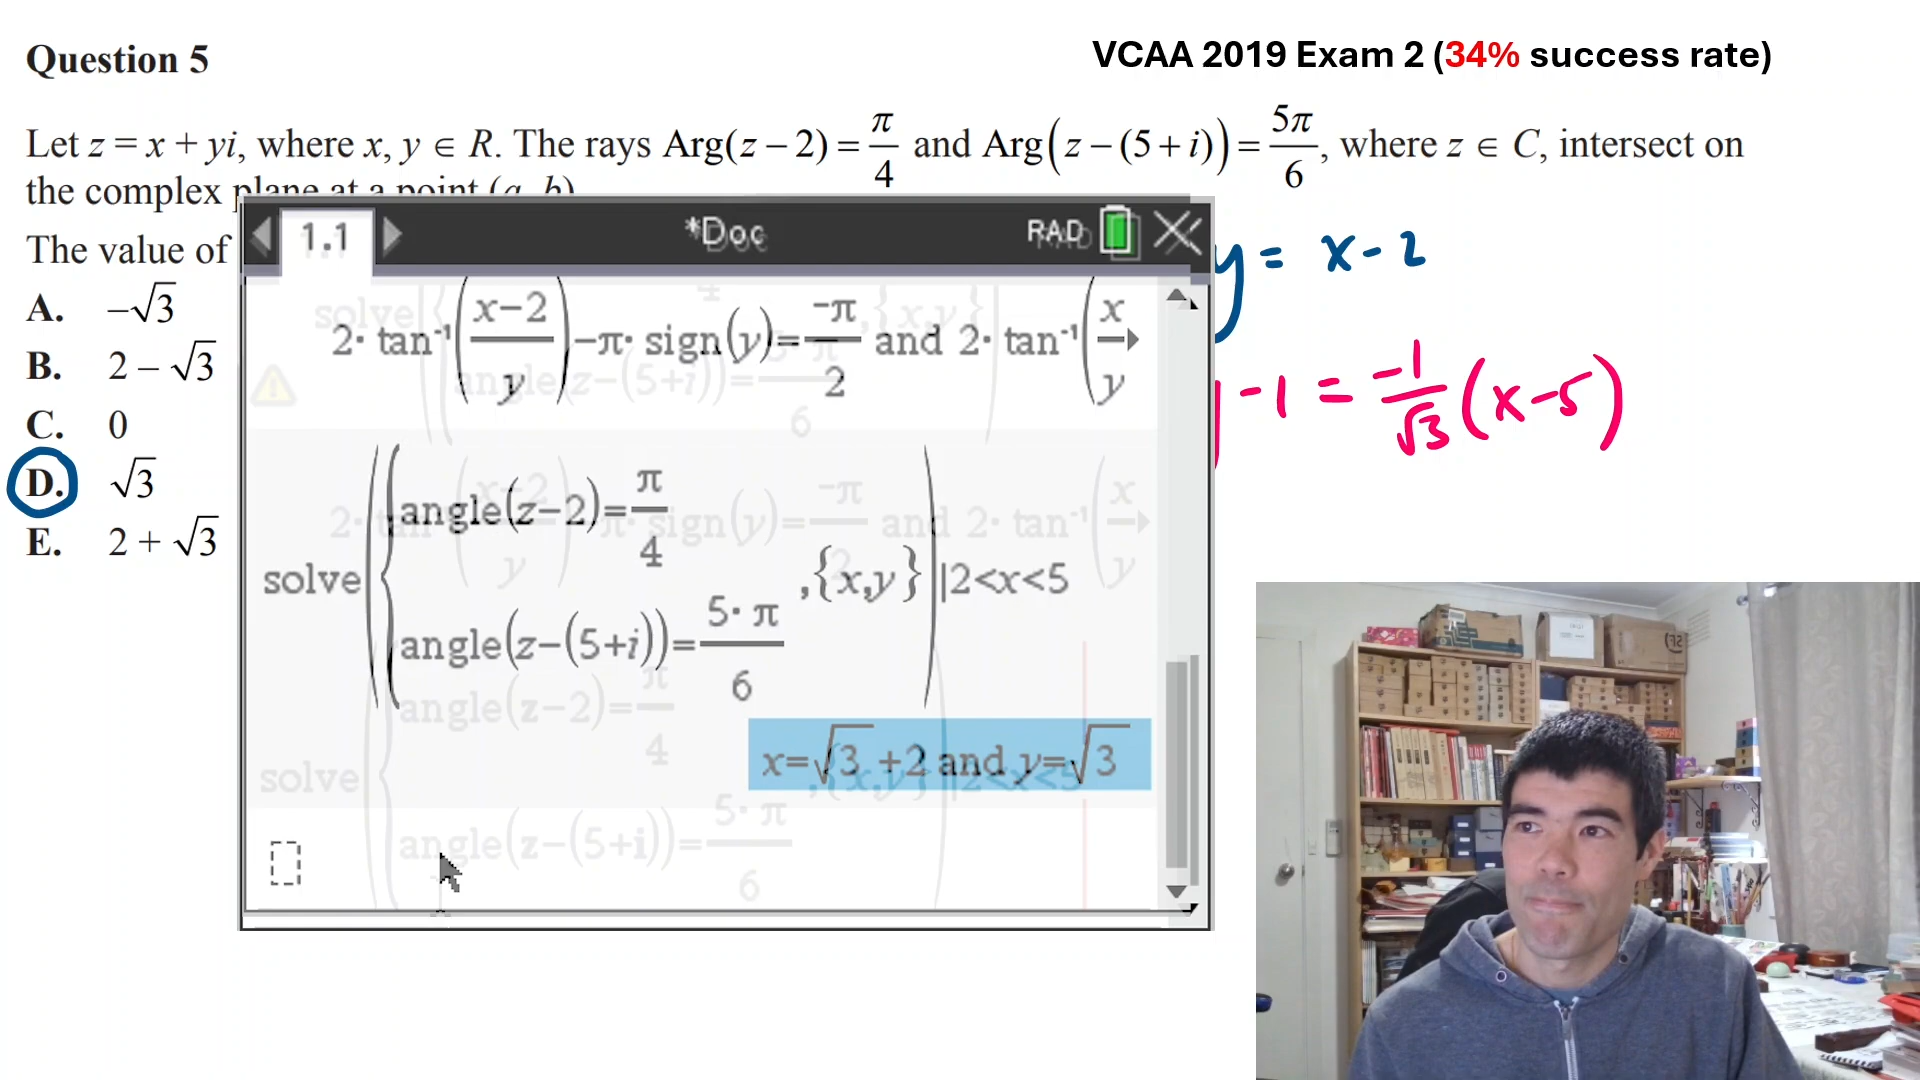 Question 5
VCAA 2019 Exam 2 (34% success rate)
Let z = x + yi, where x, y ∈ R. The rays Arg(z − 2) = π/4 and Arg(z − (5 + i)) = 5π/6, where z ∈ C, intersect on
the complex plane at a point (a, b).
The value of
A. −√3
B. 2 − √3
C. 0
D. √3
E. 2 + √3
1.1 *Doc RAD
2· tan⁻¹((x−2)/y)−π· sign(y)=−π/2 and 2· tan⁻¹(x/y
solve({angle(z−2)=π/4
angle(z−(5+i))=5·π/6 ,{x,y})|2<x<5
x=√3 +2 and y=√3
y = x - 2
y - 1 = -1/√3 (x-5)